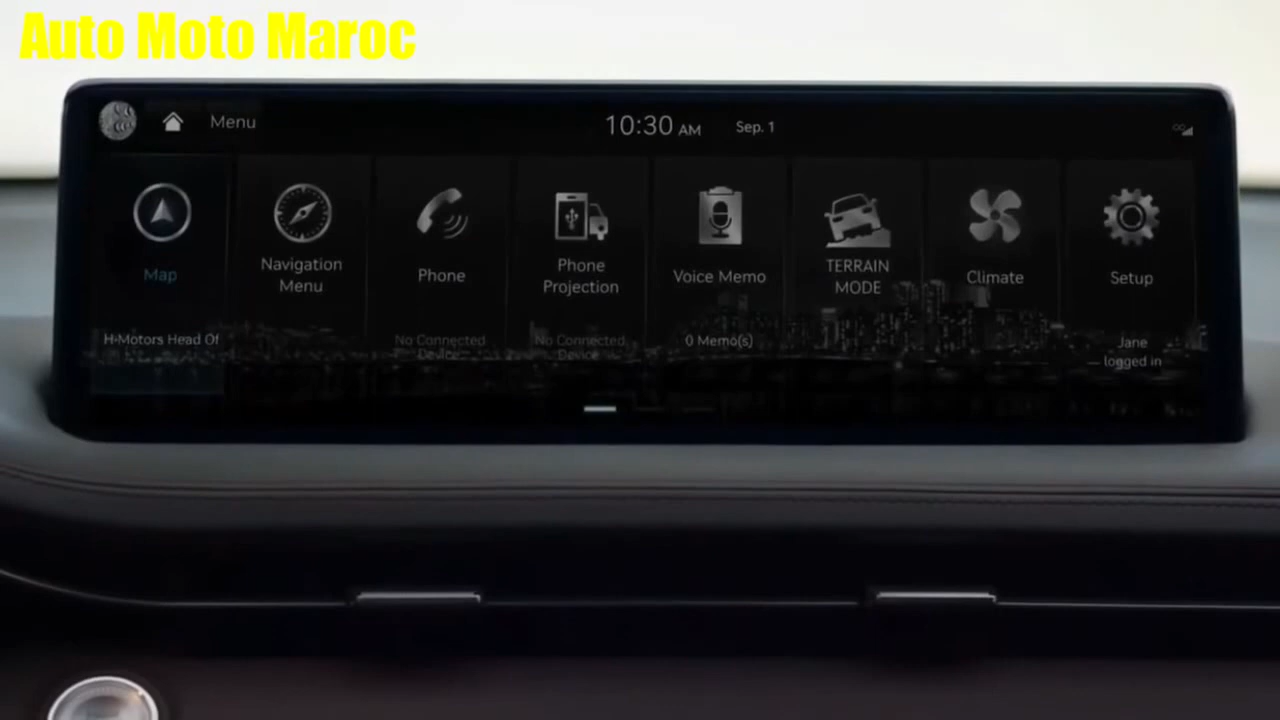 Auto Moto Maroc
Menu
10:30 AM
Sep. 1
Map
Navigation
Menu
Phone
Phone
Projection
Voice Memo
TERRAIN
MODE
Climate
Setup
H-Motors Head Of
No Connected
Device
No Connected
Device
0 Memo(s)
Jane
logged in